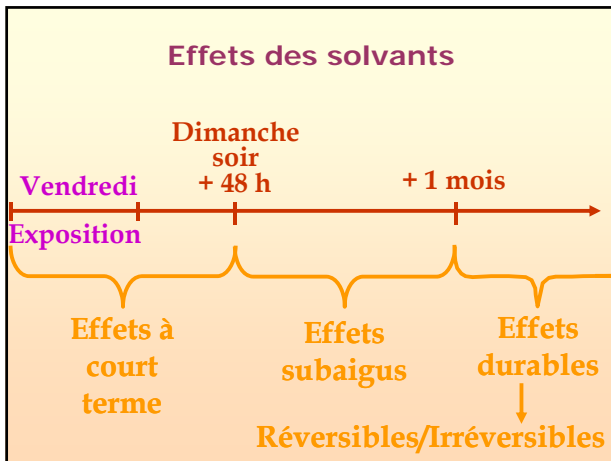 Effets des solvants
Dimanche
soir
+ 48 h
Vendredi
+ 1 mois
Exposition
Effets à
court
terme
Effets
subaigus
Effets
durables
Réversibles/Irréversibles